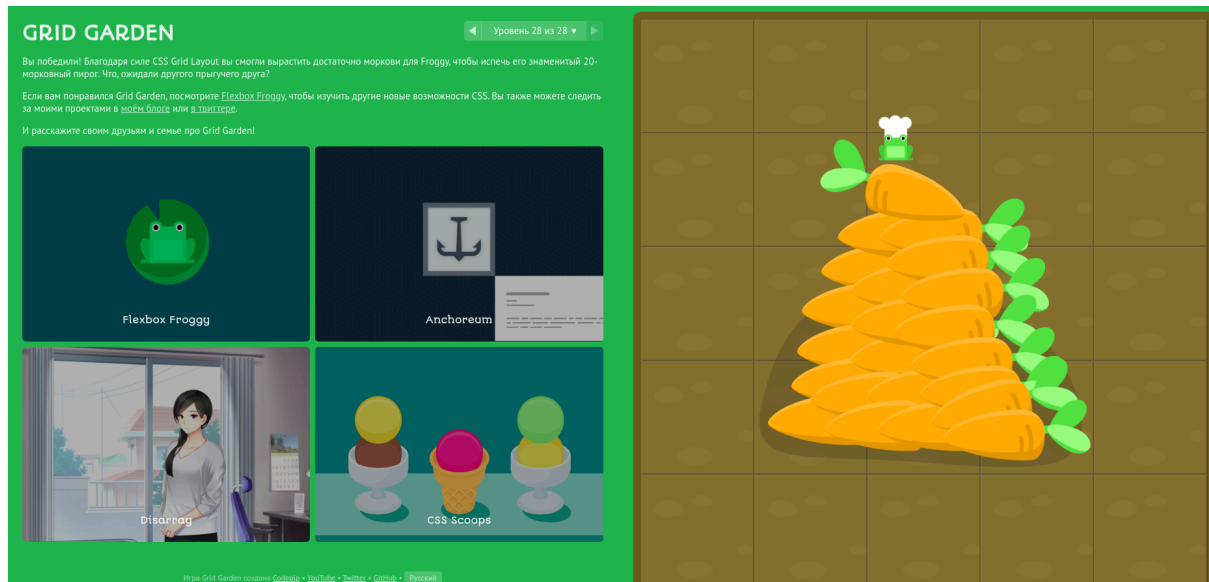 GRID GARDEN
Уровень 28 из 28 ▼
Вы победили! Благодаря силе CSS Grid Layout вы смогли вырастить достаточно моркови для Froggy, чтобы испечь его знаменитый 20-
морковный пирог. Что, ожидали другого прыгучего друга?
Если вам понравился Grid Garden, посмотрите Flexbox Froggy, чтобы изучить другие новые возможности CSS. Вы также можете следить
за моими проектами в моём блоге или в твиттере.
И расскажите своим друзьям и семье про Grid Garden!
Flexbox Froggy
Anchoreum
Disarray
CSS Scoops
Игра Grid Garden создана Codepip • YouTube • Twitter • GitHub • Русский